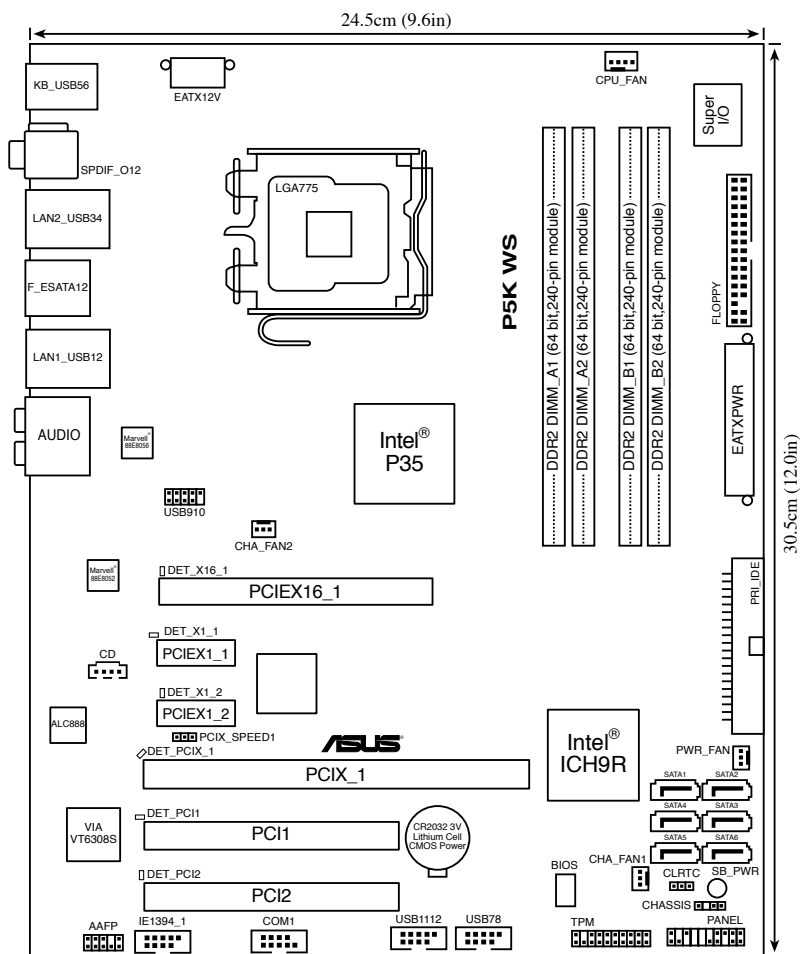 24.5cm (9.6in)
KB_USB56
EATX12V
CPU_FAN
Super
I/O
SPDIF_O12
LGA775
LAN2_USB34
P5K WS
DDR2 DIMM_A1 (64 bit,240-pin module)
DDR2 DIMM_A2 (64 bit,240-pin module)
DDR2 DIMM_B1 (64 bit,240-pin module)
DDR2 DIMM_B2 (64 bit,240-pin module)
FLOPPY
F_ESATA12
LAN1_USB12
AUDIO
Marvell®
88E8056
Intel®
P35
EATXPWR
30.5cm (12.0in)
USB910
CHA_FAN2
Marvell®
88E8052
DET_X16_1
PCIEX16_1
PRI_IDE
DET_X1_1
PCIEX1_1
CD
DET_X1_2
PCIEX1_2
ALC888
PCIX_SPEED1
ASUS®
Intel®
ICH9R
DET_PCIX_1
PCIX_1
PWR_FAN
SATA1
SATA2
SATA4
SATA3
SATA5
SATA6
VIA
VT6308S
DET_PCI1
PCI1
CR2032 3V
Lithium Cell
CMOS Power
BIOS
CHA_FAN1
CLRTC
SB_PWR
DET_PCI2
PCI2
CHASSIS
AAFP
IE1394_1
COM1
USB1112
USB78
TPM
PANEL